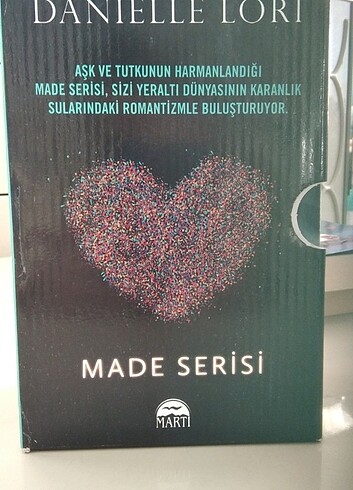 DANIELLE LORI
AŞK VE TUTKUNUN HARMANLANDIĞI
MADE SERİSİ, SİZİ YERALTI DÜNYASININ KARANLIK
SULARINDAKİ ROMANTİZMLE BULUŞTURUYOR.
MADE SERİSİ
MARTI